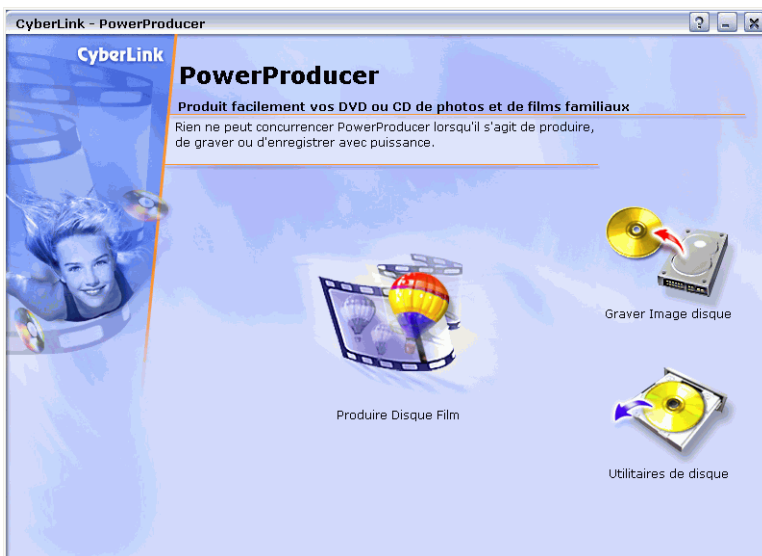 CyberLink - PowerProducer
CyberLink
PowerProducer
Produit facilement vos DVD ou CD de photos et de films familiaux
Rien ne peut concurrencer PowerProducer lorsqu'il s'agit de produire,
de graver ou d'enregistrer avec puissance.
Graver Image disque
Produire Disque Film
Utilitaires de disque